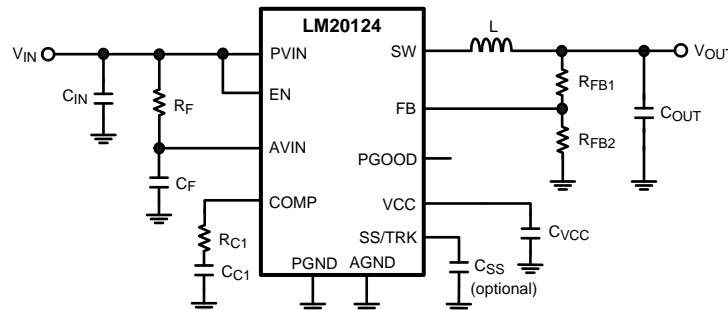 LM20124
VIN
PVIN
SW
L
VOUT
CIN
RF
EN
FB
RFB1
COUT
AVIN
PGOOD
RFB2
CF
COMP
VCC
RC1
SS/TRK
CVCC
CC1
PGND
AGND
CSS
(optional)